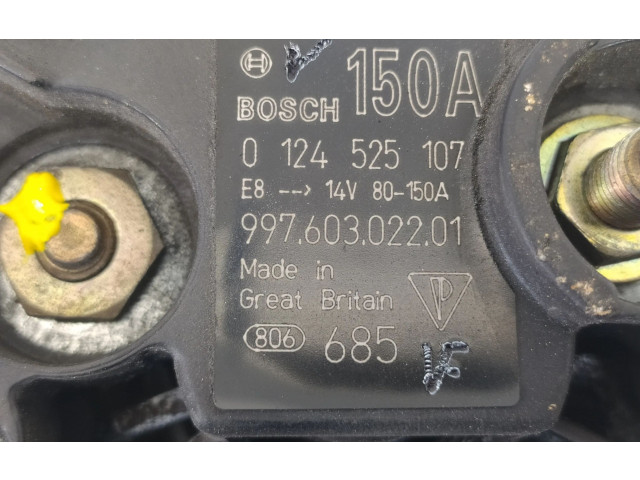 BOSCH 150A
0 124 525 107
E8 --> 14V 80-150A
997.603.022.01
Made in
Great Britain
806 685